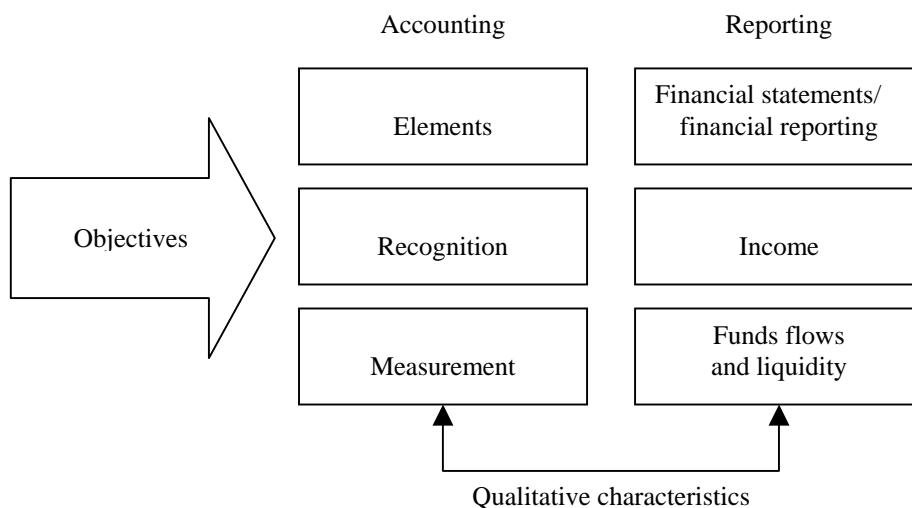 Accounting
Reporting
Objectives
Elements
Financial statements/
financial reporting
Recognition
Income
Measurement
Funds flows
and liquidity
Qualitative characteristics